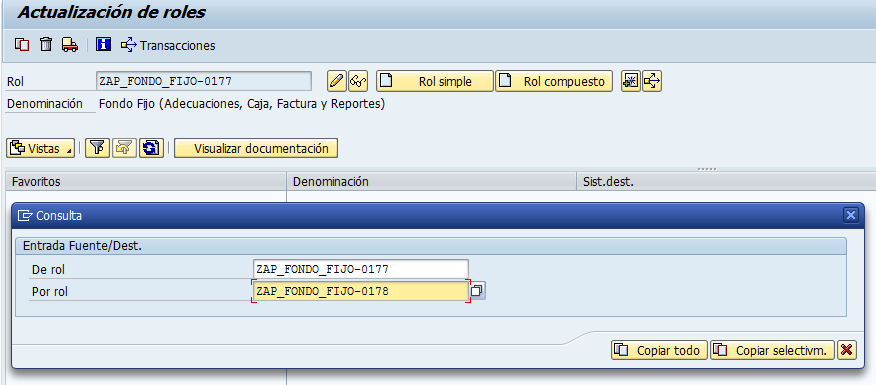 Actualización de roles
Transacciones
Rol ZAP_FONDO_FIJO-0177 Rol simple Rol compuesto
Denominación Fondo Fijo (Adecuaciones, Caja, Factura y Reportes)
Vistas Visualizar documentación
Favoritos Denominación Sist.dest.
Consulta
Entrada Fuente/Dest.
De rol ZAP_FONDO_FIJO-0177
Por rol ZAP_FONDO_FIJO-0178
Copiar todo Copiar selectivm.